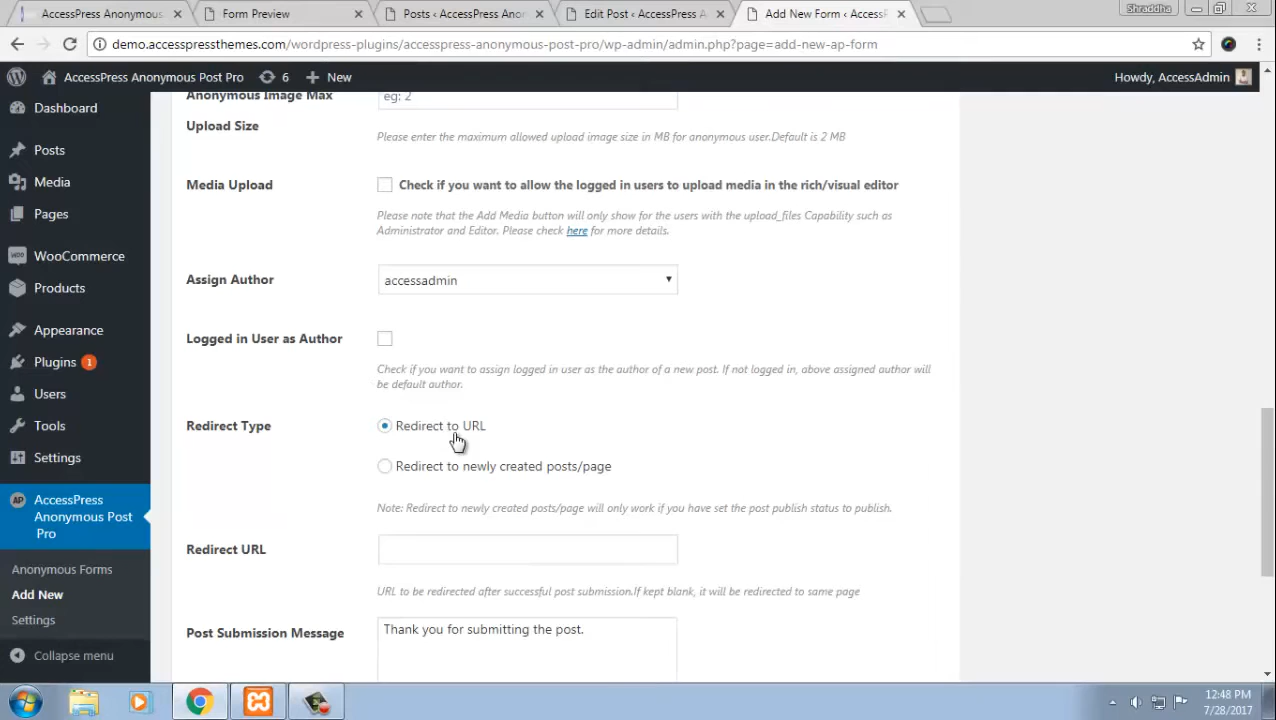 AccessPress Anonymous
Form Preview
Posts ‹ AccessPress Ano
Edit Post ‹ AccessPress A
Add New Form ‹ AccessP
Shraddha
demo.accesspressthemes.com/wordpress-plugins/accesspress-anonymous-post-pro/wp-admin/admin.php?page=add-new-ap-form
AccessPress Anonymous Post Pro
6
New
Howdy, AccessAdmin
Dashboard
Posts
Media
Pages
WooCommerce
Products
Appearance
Plugins 1
Users
Tools
Settings
AccessPress
Anonymous Post
Pro
Anonymous Forms
Add New
Settings
Collapse menu
Anonymous Image Max
Upload Size
eg: 2
Please enter the maximum allowed upload image size in MB for anonymous user.Default is 2 MB
Media Upload
Check if you want to allow the logged in users to upload media in the rich/visual editor
Please note that the Add Media button will only show for the users with the upload_files Capability such as
Administrator and Editor. Please check here for more details.
Assign Author
accessadmin
Logged in User as Author
Check if you want to assign logged in user as the author of a new post. If not logged in, above assigned author will
be default author.
Redirect Type
Redirect to URL
Redirect to newly created posts/page
Note: Redirect to newly created posts/page will only work if you have set the post publish status to publish.
Redirect URL
URL to be redirected after successful post submission.If kept blank, it will be redirected to same page
Post Submission Message
Thank you for submitting the post.
12:48 PM
7/28/2017